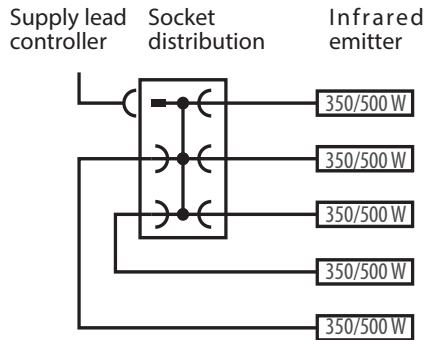 Supply lead controller
Socket distribution
Infrared emitter
350/500 W
350/500 W
350/500 W
350/500 W
350/500 W